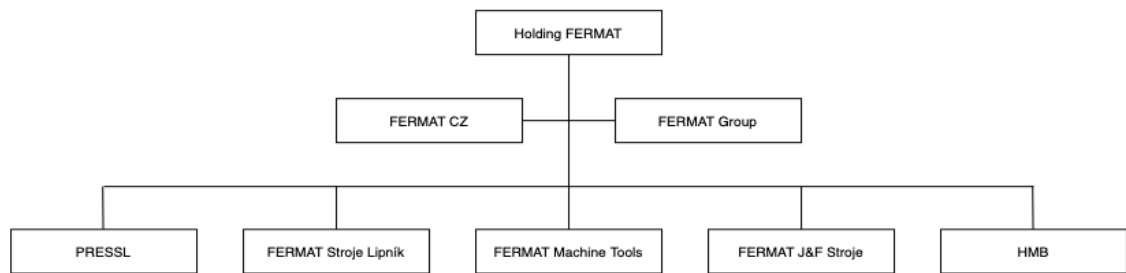 Holding FERMAT
FERMAT CZ
FERMAT Group
PRESSL
FERMAT Stroje Lipník
FERMAT Machine Tools
FERMAT J&F Stroje
HMB